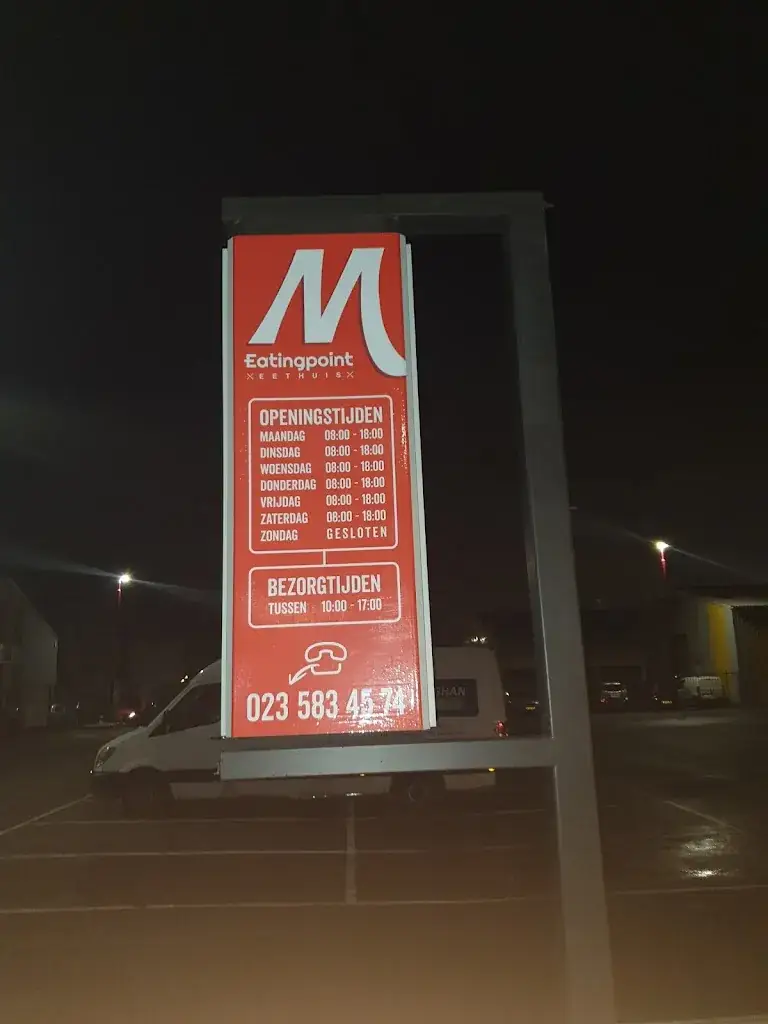 M
Eatingpoint
EETHUIS
OPENINGSTIJDEN
MAANDAG 08:00 - 18:00
DINSDAG 08:00 - 18:00
WOENSDAG 08:00 - 18:00
DONDERDAG 08:00 - 18:00
VRIJDAG 08:00 - 18:00
ZATERDAG 08:00 - 18:00
ZONDAG GESLOTEN
BEZORGTIJDEN
TUSSEN 10:00 - 17:00
023 583 45 74